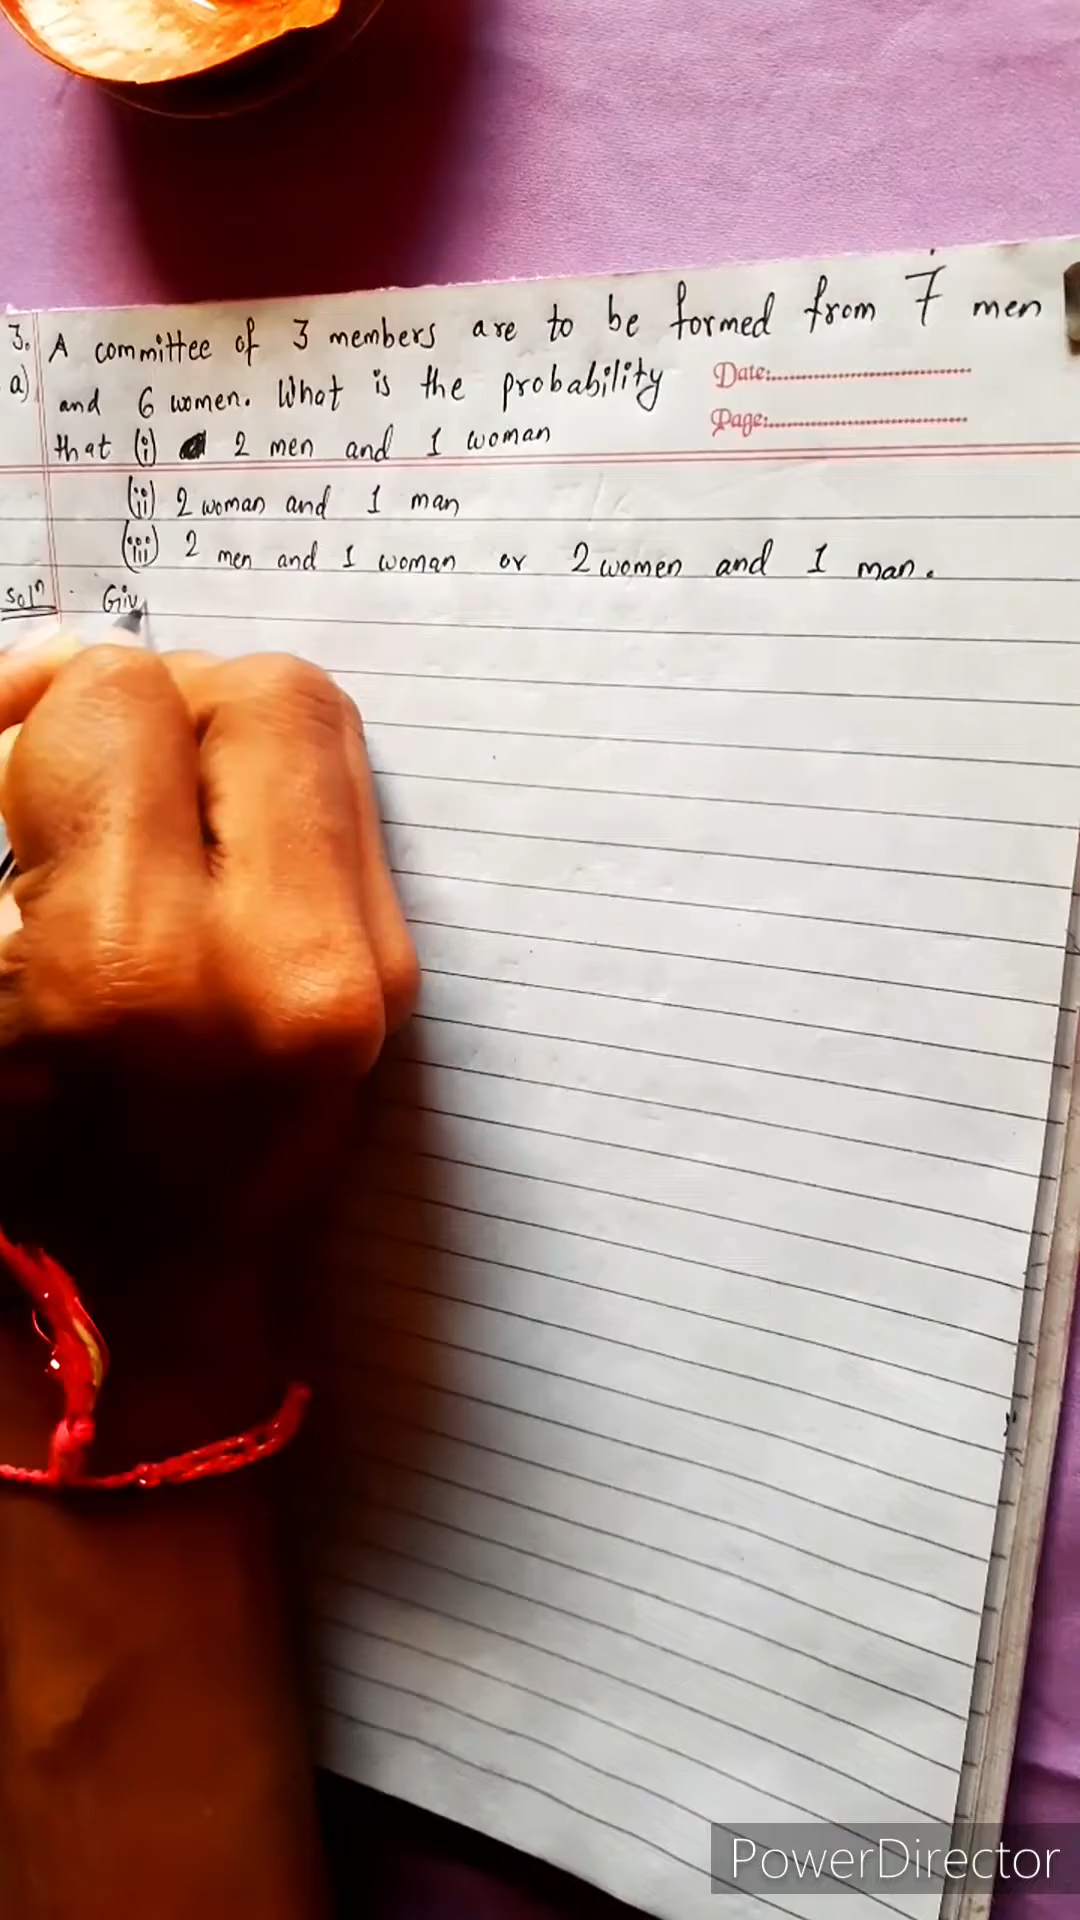 3. A committee of 3 members are to be formed from 7 men
a) and 6 women. What is the probability
Date:
Page:
that (i) 2 men and 1 woman
(ii) 2 woman and 1 man
(iii) 2 men and 1 woman or 2 women and 1 man.
Solⁿ Giv
PowerDirector